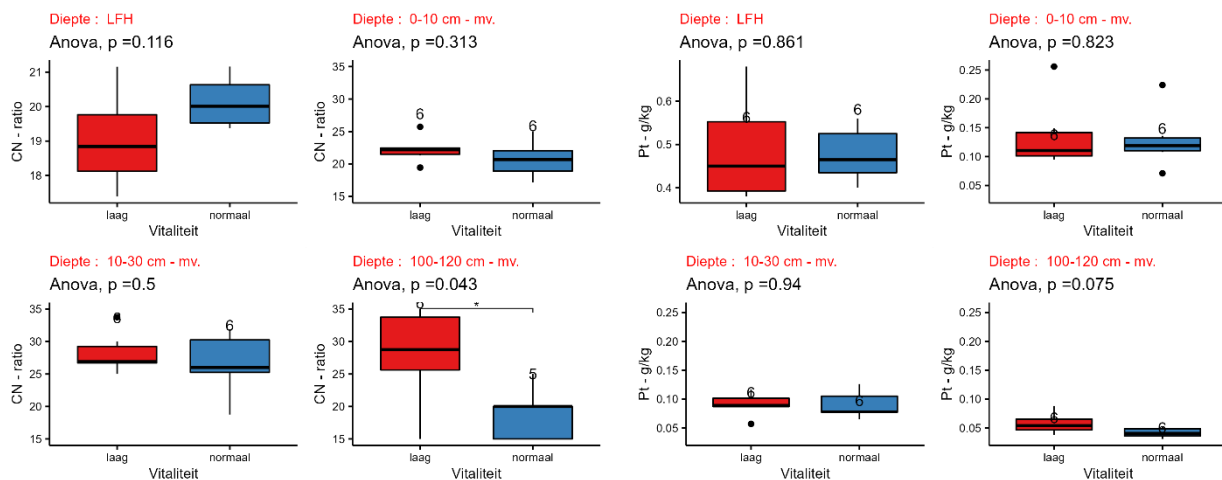 Diepte : LFH
Anova, p =0.116
CN - ratio
21
20
19
18
laag
normaal
Vitaliteit
Diepte : 0-10 cm - mv.
Anova, p =0.313
CN - ratio
35
30
25
20
15
6
6
laag
normaal
Vitaliteit
Diepte : LFH
Anova, p =0.861
Pt - g/kg
0.6
0.5
0.4
6
6
laag
normaal
Vitaliteit
Diepte : 0-10 cm - mv.
Anova, p =0.823
Pt - g/kg
0.25
0.20
0.15
0.10
0.05
6
6
laag
normaal
Vitaliteit
Diepte : 10-30 cm - mv.
Anova, p =0.5
CN - ratio
35
30
25
20
15
6
6
laag
normaal
Vitaliteit
Diepte : 100-120 cm - mv.
Anova, p =0.043
CN - ratio
35
30
25
20
15
6
*
5
laag
normaal
Vitaliteit
Diepte : 10-30 cm - mv.
Anova, p =0.94
Pt - g/kg
0.25
0.20
0.15
0.10
0.05
6
6
laag
normaal
Vitaliteit
Diepte : 100-120 cm - mv.
Anova, p =0.075
Pt - g/kg
0.25
0.20
0.15
0.10
0.05
6
6
laag
normaal
Vitaliteit